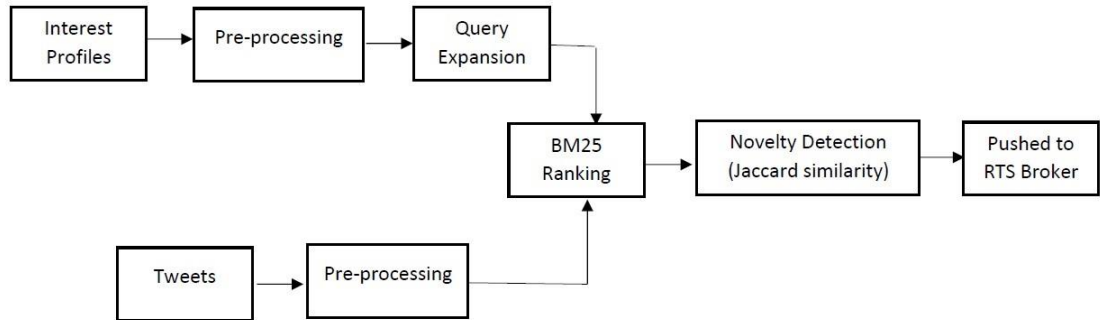 Interest
Profiles
Pre-processing
Query
Expansion
BM25
Ranking
Novelty Detection
(Jaccard similarity)
Pushed to
RTS Broker
Tweets
Pre-processing